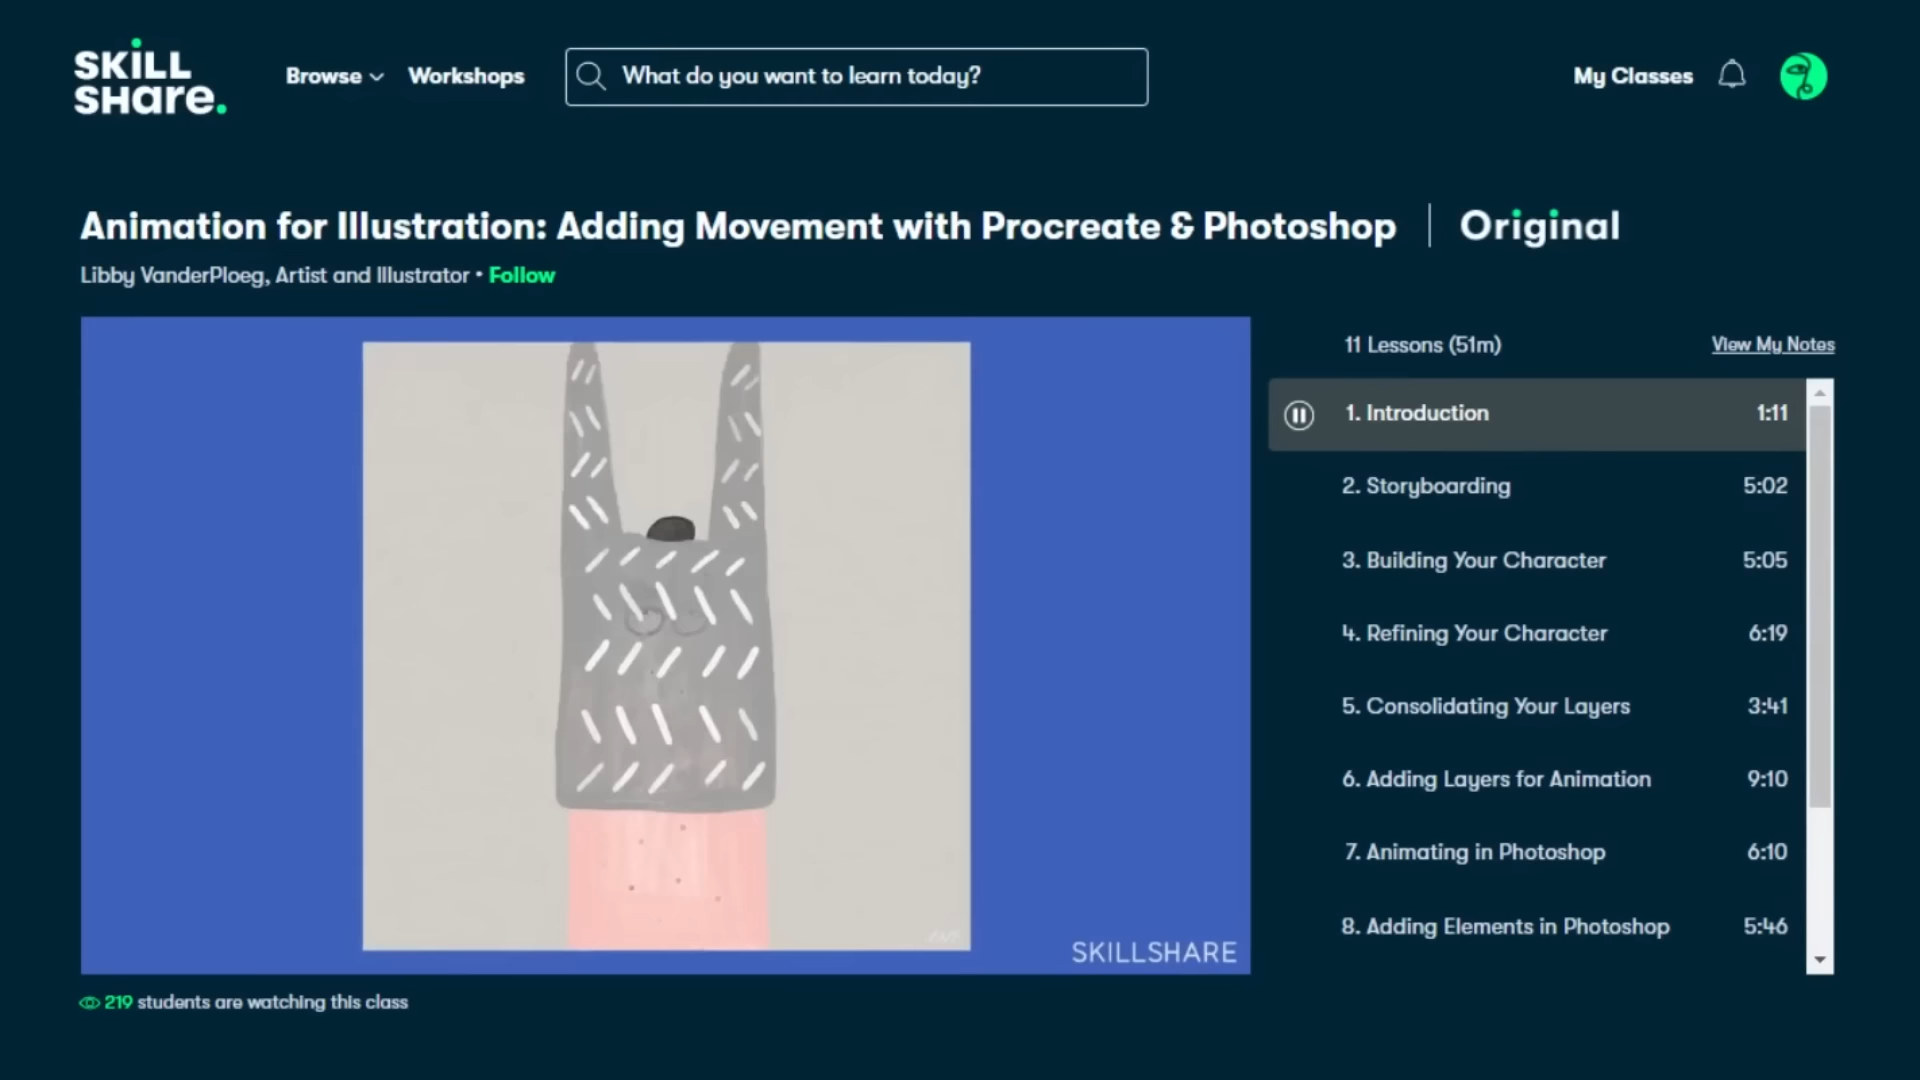 SKILL
SHare.
Browse
Workshops
What do you want to learn today?
My Classes
Animation for Illustration: Adding Movement with Procreate & Photoshop | Original
Libby VanderPloeg, Artist and Illustrator • Follow
11 Lessons (51m)
View My Notes
1. Introduction 1:11
2. Storyboarding 5:02
3. Building Your Character 5:05
4. Refining Your Character 6:19
5. Consolidating Your Layers 3:41
6. Adding Layers for Animation 9:10
7. Animating in Photoshop 6:10
8. Adding Elements in Photoshop 5:46
SKILLSHARE
219 students are watching this class